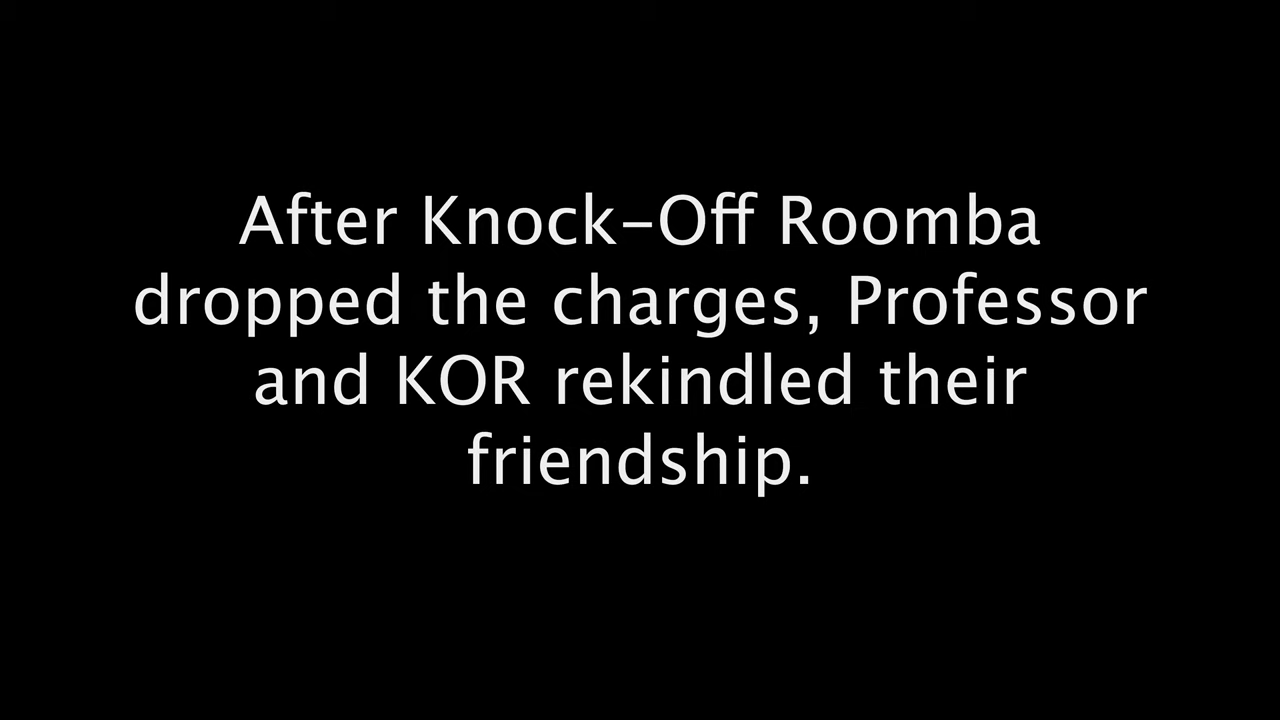 After Knock-Off Roomba
dropped the charges, Professor
and KOR rekindled their
friendship.